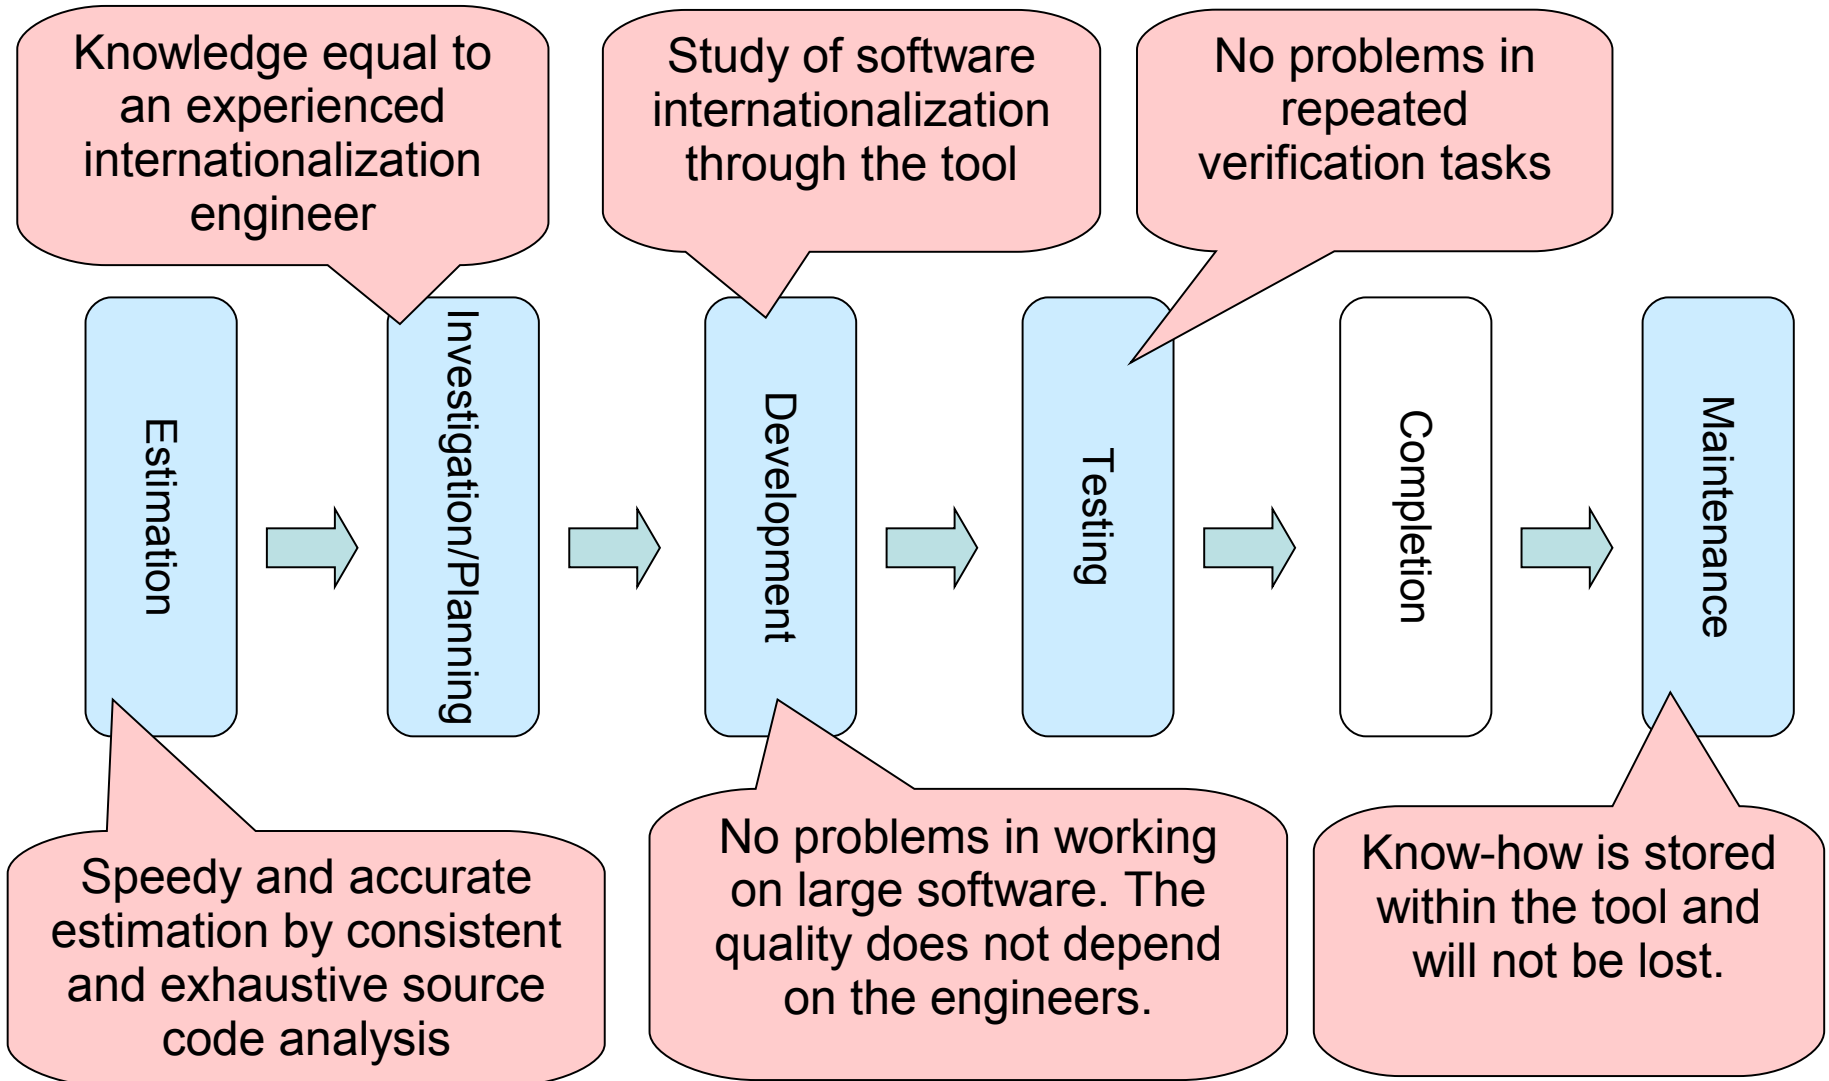 Knowledge equal to
an experienced
internationalization
engineer
Study of software
internationalization
through the tool
No problems in
repeated
verification tasks
Estimation
Investigation/Planning
Development
Testing
Completion
Maintenance
Speedy and accurate
estimation by consistent
and exhaustive source
code analysis
No problems in working
on large software. The
quality does not depend
on the engineers.
Know-how is stored
within the tool and
will not be lost.